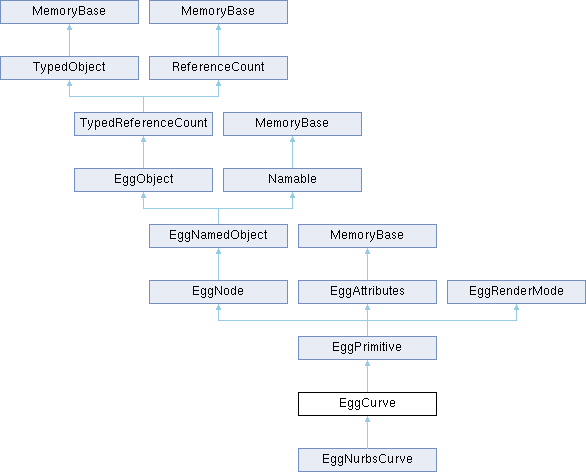 MemoryBase
MemoryBase
TypedObject
ReferenceCount
TypedReferenceCount
MemoryBase
EggObject
Namable
EggNamedObject
MemoryBase
EggNode
EggAttributes
EggRenderMode
EggPrimitive
EggCurve
EggNurbsCurve